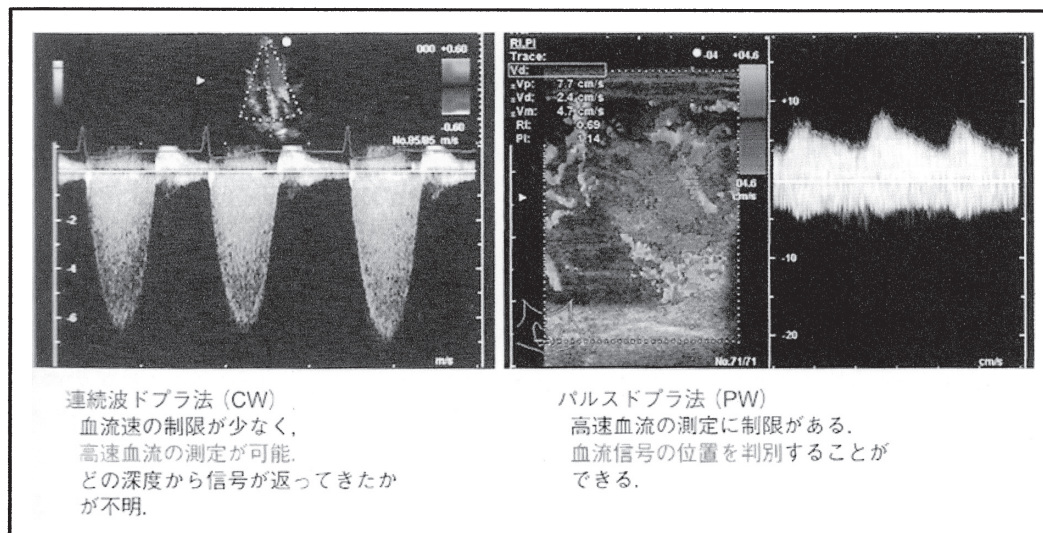 000 +0.60
-0.60
No.85/85 m/s
-2
-4
-6
m/s
RI,PI
Trace:
Vd:
Vp: 7.7 cm/s
Vd: 2.4 cm/s
Vm: 4.7 cm/s
RI: 0.69
PI: 1.14
-04 +04.6
04.6
cm/s
+10
-10
-20
No.71/71
cm/s
連続波ドプラ法 (CW)
血流速の制限が少なく,
高速血流の測定が可能.
どの深度から信号が返ってきたか
が不明.
パルスドプラ法 (PW)
高速血流の測定に制限がある.
血流信号の位置を判別することが
できる.